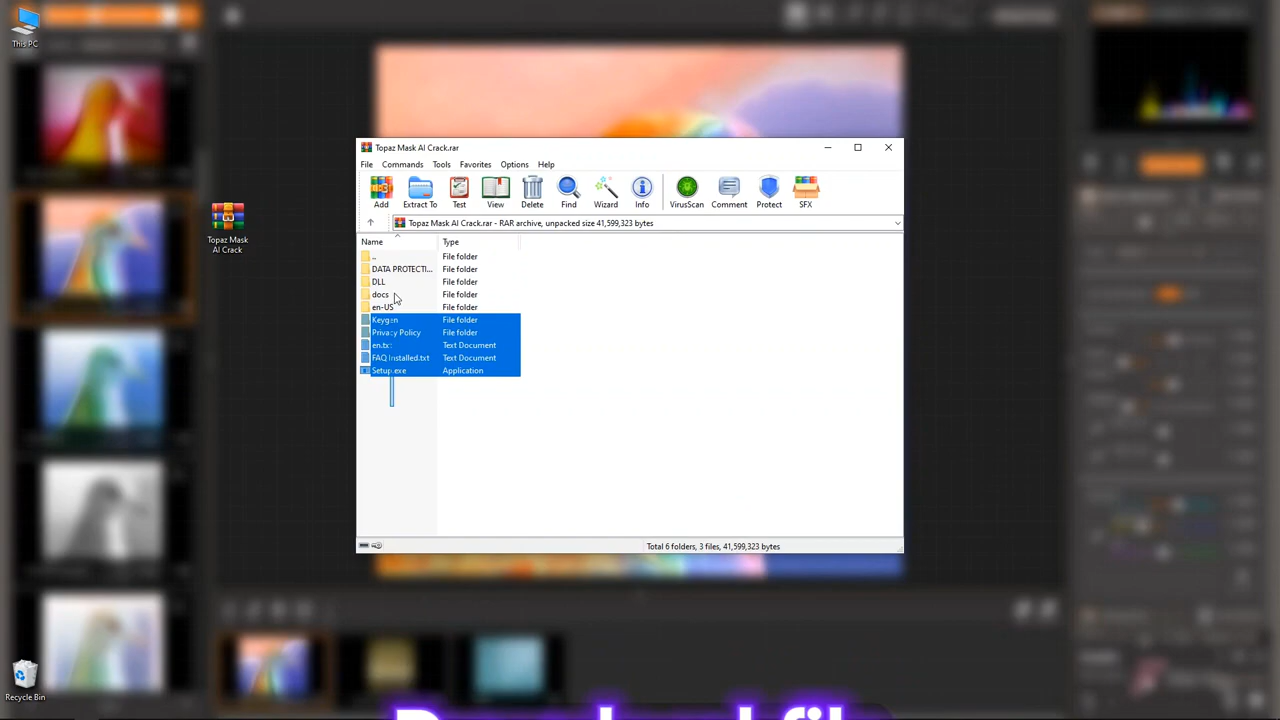 This PC
Topaz Mask
AI Crack
Recycle Bin
Topaz Mask AI Crack.rar
File Commands Tools Favorites Options Help
Add Extract To Test View Delete Find Wizard Info VirusScan Comment Protect SFX
Topaz Mask AI Crack.rar - RAR archive, unpacked size 41,599,323 bytes
Name Type
.. File folder
DATA PROTECTI... File folder
DLL File folder
docs File folder
en-US File folder
Keygen File folder
Privacy Policy File folder
en.txt Text Document
FAQ Installed.txt Text Document
Setup.exe Application
Total 6 folders, 3 files, 41,599,323 bytes
Download file